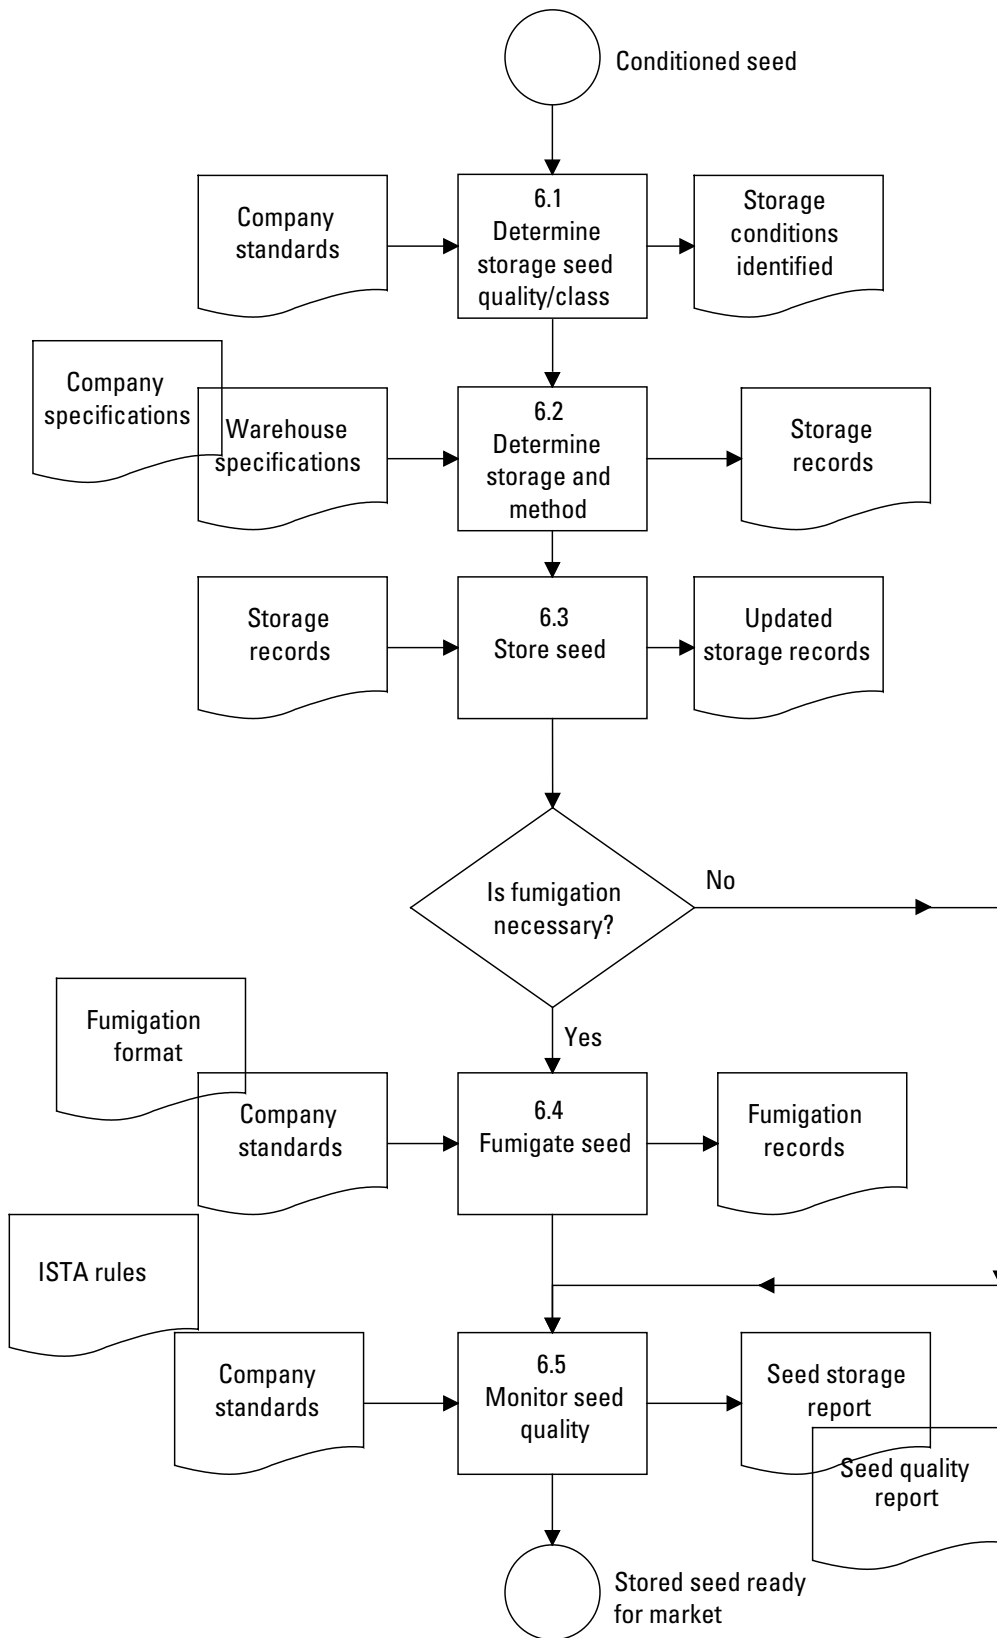 Conditioned seed
Company
standards
6.1
Determine
storage seed
quality/class
Storage
conditions
identified
Company
specifications
Warehouse
specifications
6.2
Determine
storage and
method
Storage
records
Storage
records
6.3
Store seed
Updated
storage records
Is fumigation
necessary?
No
Yes
Fumigation
format
Company
standards
6.4
Fumigate seed
Fumigation
records
ISTA rules
Company
standards
6.5
Monitor seed
quality
Seed storage
report
Seed quality
report
Stored seed ready
for market